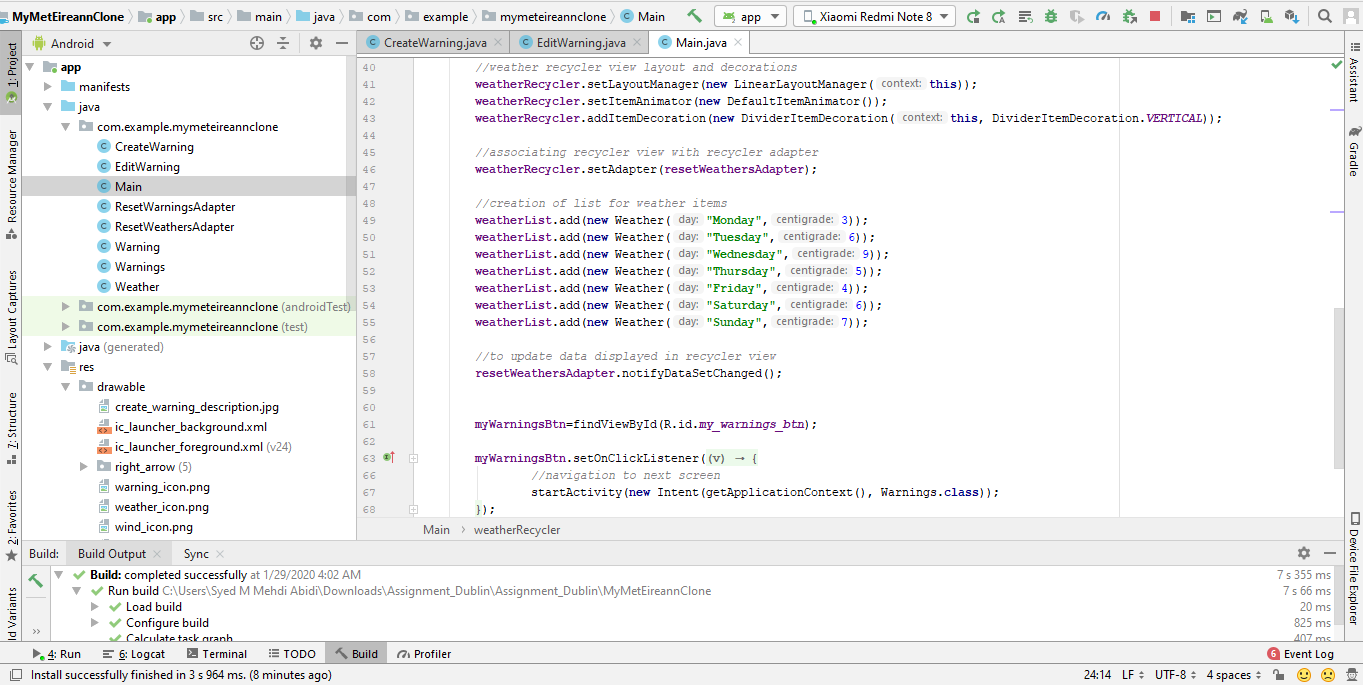 MyMetEireannClone app src main java com example mymeteireannclone Main app Xiaomi Redmi Note 8
Android
CreateWarning.java EditWarning.java Main.java
1: Project
Resource Manager
Layout Captures
7: Structure
2: Favorites
ld Variants
app
manifests
java
com.example.mymeteireannclone
CreateWarning
EditWarning
Main
ResetWarningsAdapter
ResetWeathersAdapter
Warning
Warnings
Weather
com.example.mymeteireannclone (androidTest)
com.example.mymeteireannclone (test)
java (generated)
res
drawable
create_warning_description.jpg
ic_launcher_background.xml
ic_launcher_foreground.xml (v24)
right_arrow (5)
warning_icon.png
weather_icon.png
wind_icon.png
40 //weather recycler view layout and decorations
41 weatherRecycler.setLayoutManager(new LinearLayoutManager( context: this));
42 weatherRecycler.setItemAnimator(new DefaultItemAnimator());
43 weatherRecycler.addItemDecoration(new DividerItemDecoration( context: this, DividerItemDecoration.VERTICAL));
44
45 //associating recycler view with recycler adapter
46 weatherRecycler.setAdapter(resetWeathersAdapter);
47
48 //creation of list for weather items
49 weatherList.add(new Weather( day: "Monday", centigrade: 3));
50 weatherList.add(new Weather( day: "Tuesday", centigrade: 6));
51 weatherList.add(new Weather( day: "Wednesday", centigrade: 9));
52 weatherList.add(new Weather( day: "Thursday", centigrade: 5));
53 weatherList.add(new Weather( day: "Friday", centigrade: 4));
54 weatherList.add(new Weather( day: "Saturday", centigrade: 6));
55 weatherList.add(new Weather( day: "Sunday", centigrade: 7));
56
57 //to update data displayed in recycler view
58 resetWeathersAdapter.notifyDataSetChanged();
59
60
61 myWarningsBtn=findViewById(R.id.my_warnings_btn);
62
63 myWarningsBtn.setOnClickListener((v) → {
66 //navigation to next screen
67 startActivity(new Intent(getApplicationContext(), Warnings.class));
68 });
Main weatherRecycler
Assistant
Gradle
Device File Explorer
Build: Build Output Sync
Build: completed successfully at 1/29/2020 4:02 AM 7 s 355 ms
Run build C:\Users\Syed M Mehdi Abidi\Downloads\Assignment_Dublin\Assignment_Dublin\MyMetEireannClone 7 s 66 ms
Load build 20 ms
Configure build 825 ms
Calculate task graph 407 ms
4: Run 6: Logcat Terminal TODO Build Profiler 6 Event Log
Install successfully finished in 3 s 964 ms. (8 minutes ago) 24:14 LF UTF-8 4 spaces